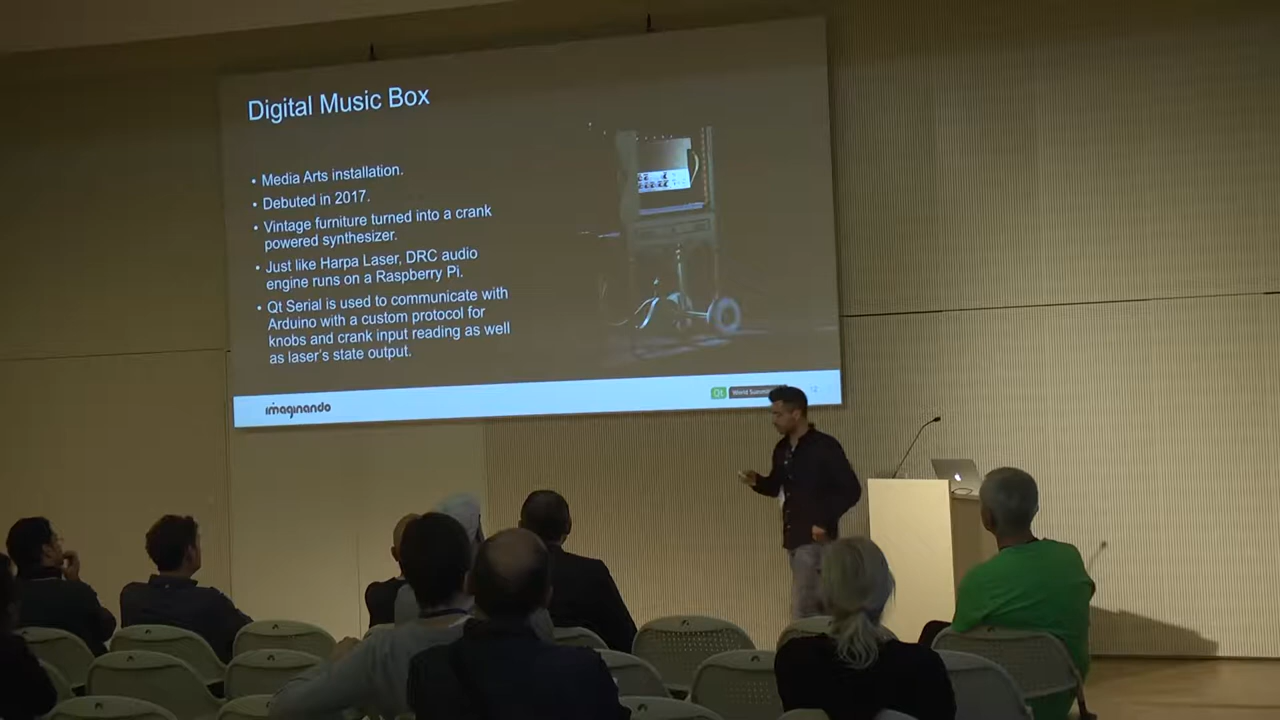 Digital Music Box
• Media Arts installation.
• Debuted in 2017.
• Vintage furniture turned into a crank
powered synthesizer.
• Just like Harpa Laser, DRC audio
engine runs on a Raspberry Pi.
• Qt Serial is used to communicate with
Arduino with a custom protocol for
knobs and crank input reading as well
as laser's state output.
imaginando
Qt World Summit
12